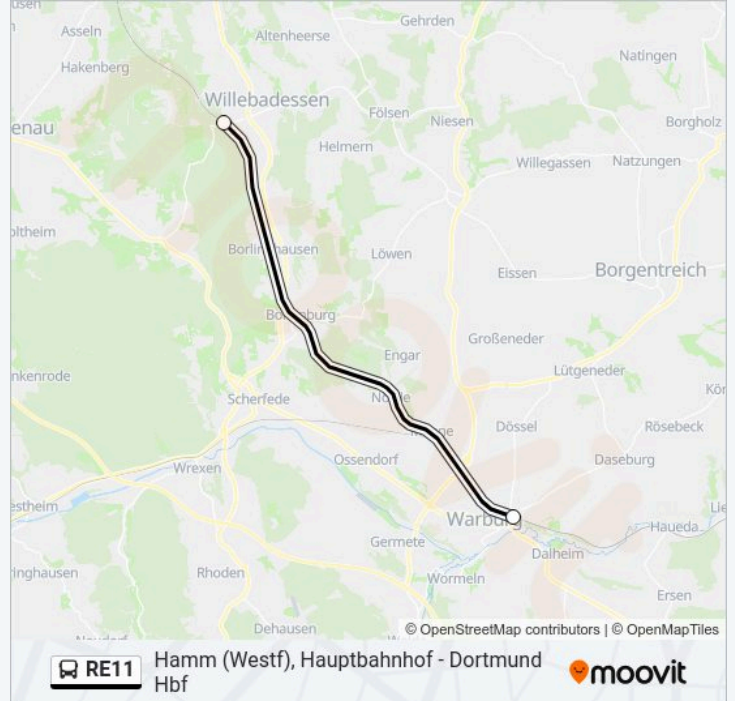 Gehrden
Asseln
Altenheerse
Natingen
Hakenberg
Willebadessen
Fölsen
Niesen
Borgholz
enau
Helmern
Willegassen
Natzungen
oltheim
Löwen
Eissen
Borgentreich
Großeneder
Engar
Lütgeneder
nkenrode
Scherfede
Dössel
Rösebeck
Ossendorf
Daseburg
Wrexen
estheim
Warburg
Haueda
Germete
Dalheim
ringhausen
Rhoden
Wormeln
Ersen
Dehausen
© OpenStreetMap contributors | © OpenMapTiles
RE11
Hamm (Westf), Hauptbahnhof - Dortmund
Hbf
moovit